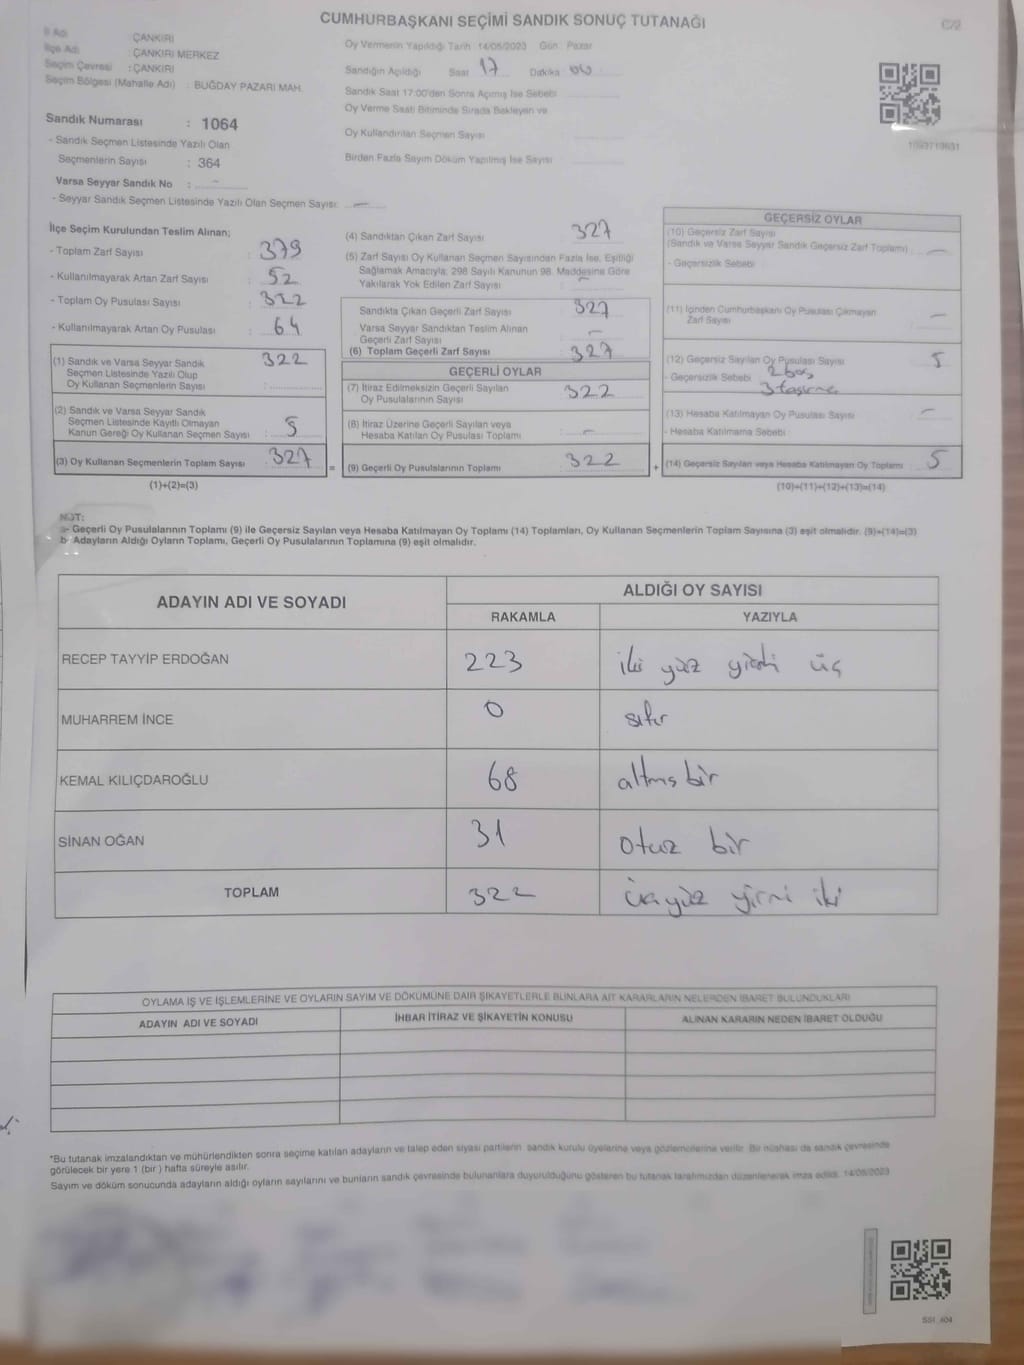 CUMHURBAŞKANI SEÇİMİ SANDIK SONUÇ TUTANAĞI
C/2
İl Adı : ÇANKIRI
İlçe Adı : ÇANKIRI MERKEZ
Seçim Çevresi : ÇANKIRI
Seçim Bölgesi (Mahalle Adı) : BUĞDAY PAZARI MAH.
Sandık Numarası : 1064
- Sandık Seçmen Listesinde Yazılı Olan
Seçmenlerin Sayısı : 364
Varsa Seyyar Sandık No : -
- Seyyar Sandık Seçmen Listesinde Yazılı Olan Seçmen Sayısı: -
Oy Vermenin Yapıldığı Tarih : 14/05/2023 Gün : Pazar
Sandığın Açıldığı Saat 17 Dakika 00
Sandık Saat 17:00'den Sonra Açımış İse Sebebi
Oy Verme Saati Bitiminde Sırada Bekleyen ve
Oy Kullandırılan Seçmen Sayısı
Birden Fazla Sayım Döküm Yapılmış İse Sayısı
1093713631
İlçe Seçim Kurulundan Teslim Alınan;
- Toplam Zarf Sayısı : 379
- Kullanılmayarak Artan Zarf Sayısı : 52
- Toplam Oy Pusulası Sayısı :
- Kullanılmayarak Artan Oy Pusulası : 64
(1) Sandık ve Varsa Seyyar Sandık 322
Seçmen Listesinde Yazılı Olup
Oy Kullanan Seçmenlerin Sayısı :
(2) Sandık ve Varsa Seyyar Sandık
Seçmen Listesinde Kayıtlı Olmayan
Kanun Gereği Oy Kullanan Seçmen Sayısı : 5
(3) Oy Kullanan Seçmenlerin Toplam Sayısı : 327
(1)+(2)=(3)
(4) Sandıktan Çıkan Zarf Sayısı 327
(5) Zarf Sayısı Oy Kullanan Seçmen Sayısından Fazla İse, Eşitliği
Sağlamak Amacıyla; 298 Sayılı Kanunun 98. Maddesine Göre
Yakılarak Yok Edilen Zarf Sayısı : -
Sandıkta Çıkan Geçerli Zarf Sayısı 327
Varsa Seyyar Sandıktan Teslim Alınan
Geçerli Zarf Sayısı -
(6) Toplam Geçerli Zarf Sayısı 327
GEÇERLİ OYLAR
(7) İtiraz Edilmeksizin Geçerli Sayılan 322
Oy Pusulalarının Sayısı
(8) İtiraz Üzerine Geçerli Sayılan veya
Hesaba Katılan Oy Pusulası Toplamı : -
= (9) Geçerli Oy Pusulalarının Toplamı 322
GEÇERSİZ OYLAR
(10) Geçersiz Zarf Sayısı
(Sandık ve Varsa Seyyar Sandık Geçersiz Zarf Toplamı) : -
- Geçersizlik Sebebi :
(11) İçinden Cumhurbaşkanı Oy Pusulası Çıkmayan
Zarf Sayısı -
(12) Geçersiz Sayılan Oy Pusulası Sayısı 5
- Geçersizlik Sebebi 2 boş
3 taşırma
(13) Hesaba Katılmayan Oy Pusulası Sayısı -
- Hesaba Katılmama Sebebi :
+ (14) Geçersiz Sayılan veya Hesaba Katılmayan Oy Toplamı : 5
(10)+(11)+(12)+(13)=(14)
NOT:
a- Geçerli Oy Pusulalarının Toplamı (9) ile Geçersiz Sayılan veya Hesaba Katılmayan Oy Toplamı (14) Toplamları, Oy Kullanan Seçmenlerin Toplam Sayısına (3) eşit olmalıdır. (9)+(14)=(3)
b- Adayların Aldığı Oyların Toplamı, Geçerli Oy Pusulalarının Toplamına (9) eşit olmalıdır.
ADAYIN ADI VE SOYADI ALDIĞI OY SAYISI
RAKAMLA YAZIYLA
RECEP TAYYİP ERDOĞAN 223 iki yüz yirmi üç
MUHARREM İNCE 0 sıfır
KEMAL KILIÇDAROĞLU 68 altmış bir
SİNAN OĞAN 31 otuz bir
TOPLAM 322 üçyüz yirmi iki
OYLAMA İŞ VE İŞLEMLERİNE VE OYLARIN SAYIM VE DÖKÜMÜNE DAİR ŞİKAYETLERLE BUNLARA AİT KARARLARIN NELERDEN İBARET BULUNDUKLARI
ADAYIN ADI VE SOYADI İHBAR İTİRAZ VE ŞİKAYETİN KONUSU ALINAN KARARIN NEDEN İBARET OLDUĞU
*Bu tutanak imzalandıktan ve mühürlendikten sonra seçime katılan adayların ve talep eden siyasi partilerin sandık kurulu üyelerine veya gözlemcilerine verilir. Bir nüshası da sandık çevresinde
görülecek bir yere 1 (bir ) hafta süreyle asılır.
Sayım ve döküm sonucunda adayların aldığı oyların sayılarını ve bunların sandık çevresinde bulunanlara duyurulduğunu gösteren bu tutanak tarafımızdan düzenlenerek imza edildi. 14/05/2023